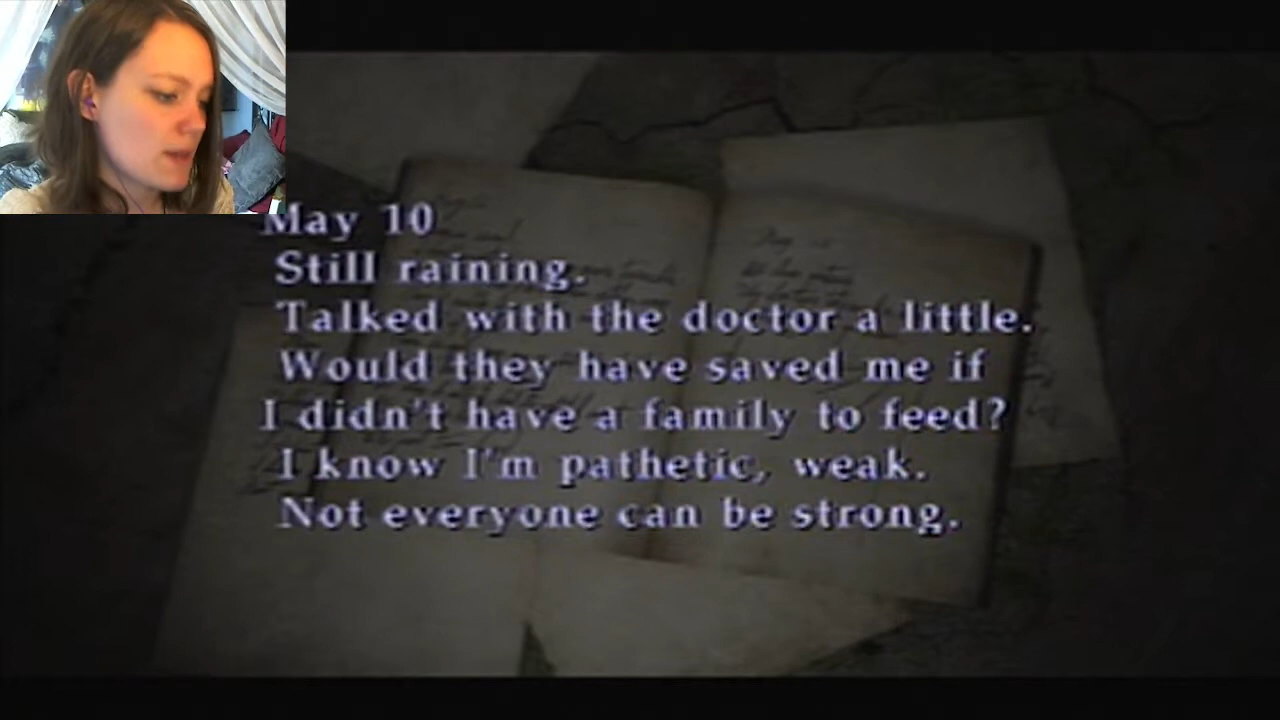 May 10
Still raining.
Talked with the doctor a little.
Would they have saved me if
I didn't have a family to feed?
I know I'm pathetic, weak.
Not everyone can be strong.